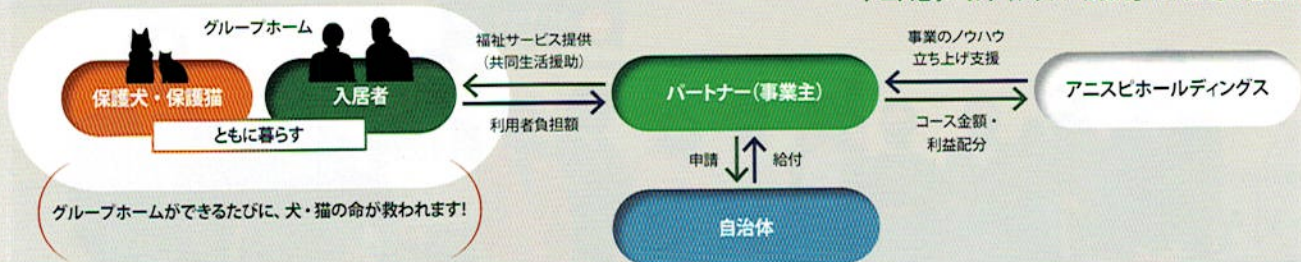 グループホーム
保護犬・保護猫
入居者
ともに暮らす
グループホームができるたびに、犬・猫の命が救われます!
福祉サービス提供
(共同生活援助)
利用者負担額
パートナー(事業主)
申請
給付
自治体
事業のノウハウ
立ち上げ支援
コース金額・
利益配分
アニスピホールディングス